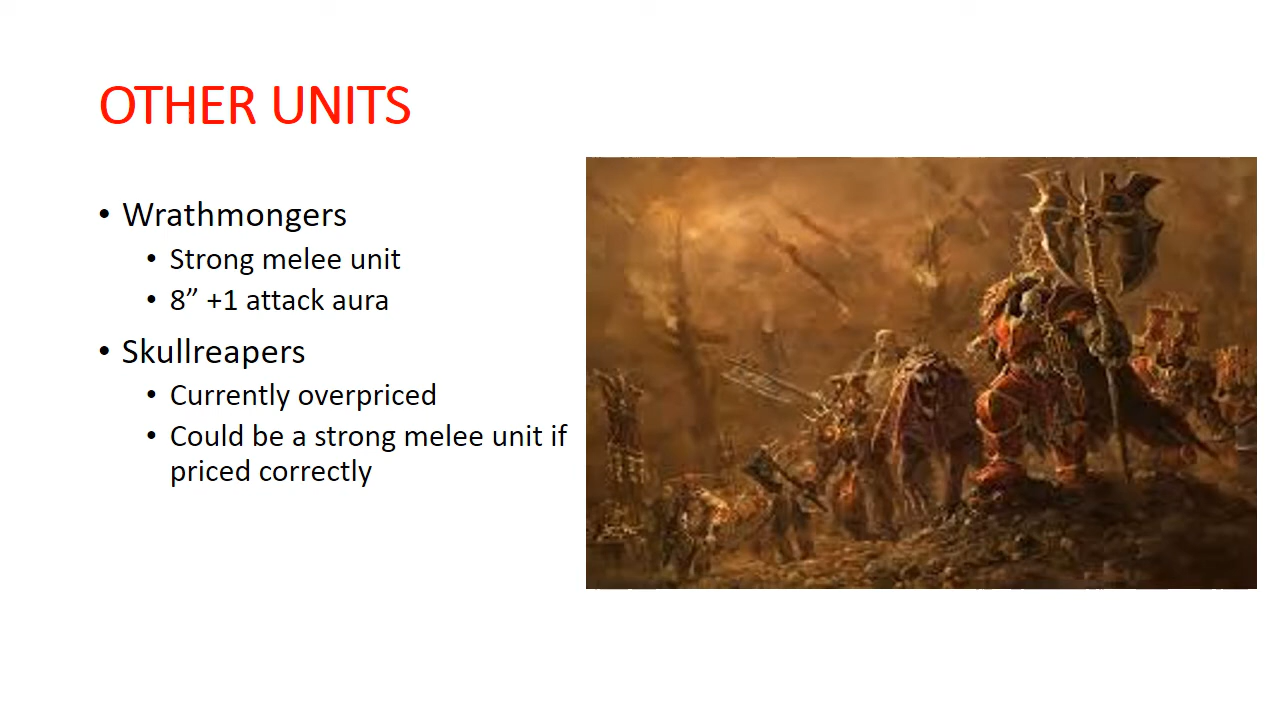 OTHER UNITS
• Wrathmongers
• Strong melee unit
• 8” +1 attack aura
• Skullreapers
• Currently overpriced
• Could be a strong melee unit if
priced correctly